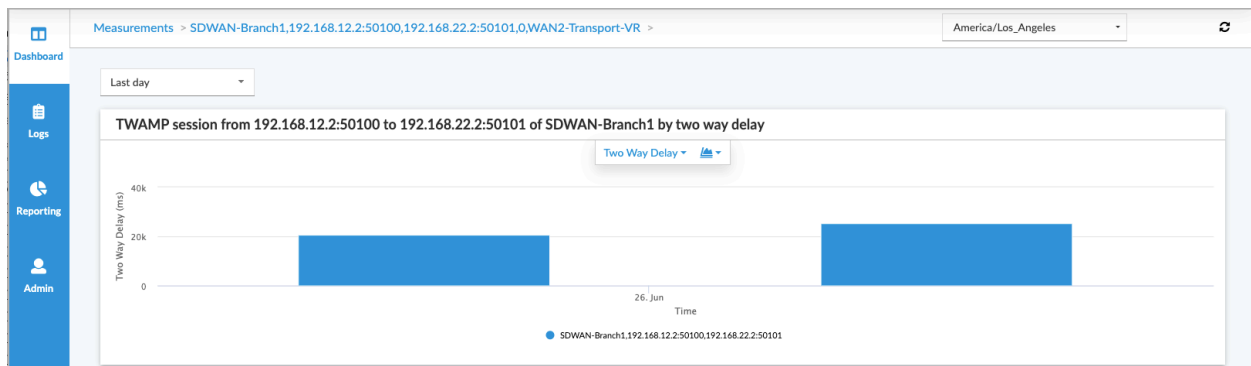 Measurements > SDWAN-Branch1,192.168.12.2:50100,192.168.22.2:50101,0,WAN2-Transport-VR >
America/Los_Angeles
Dashboard
Logs
Reporting
Admin
Last day
TWAMP session from 192.168.12.2:50100 to 192.168.22.2:50101 of SDWAN-Branch1 by two way delay
Two Way Delay
Two Way Delay (ms)
40k
20k
0
26. Jun
Time
SDWAN-Branch1,192.168.12.2:50100,192.168.22.2:50101